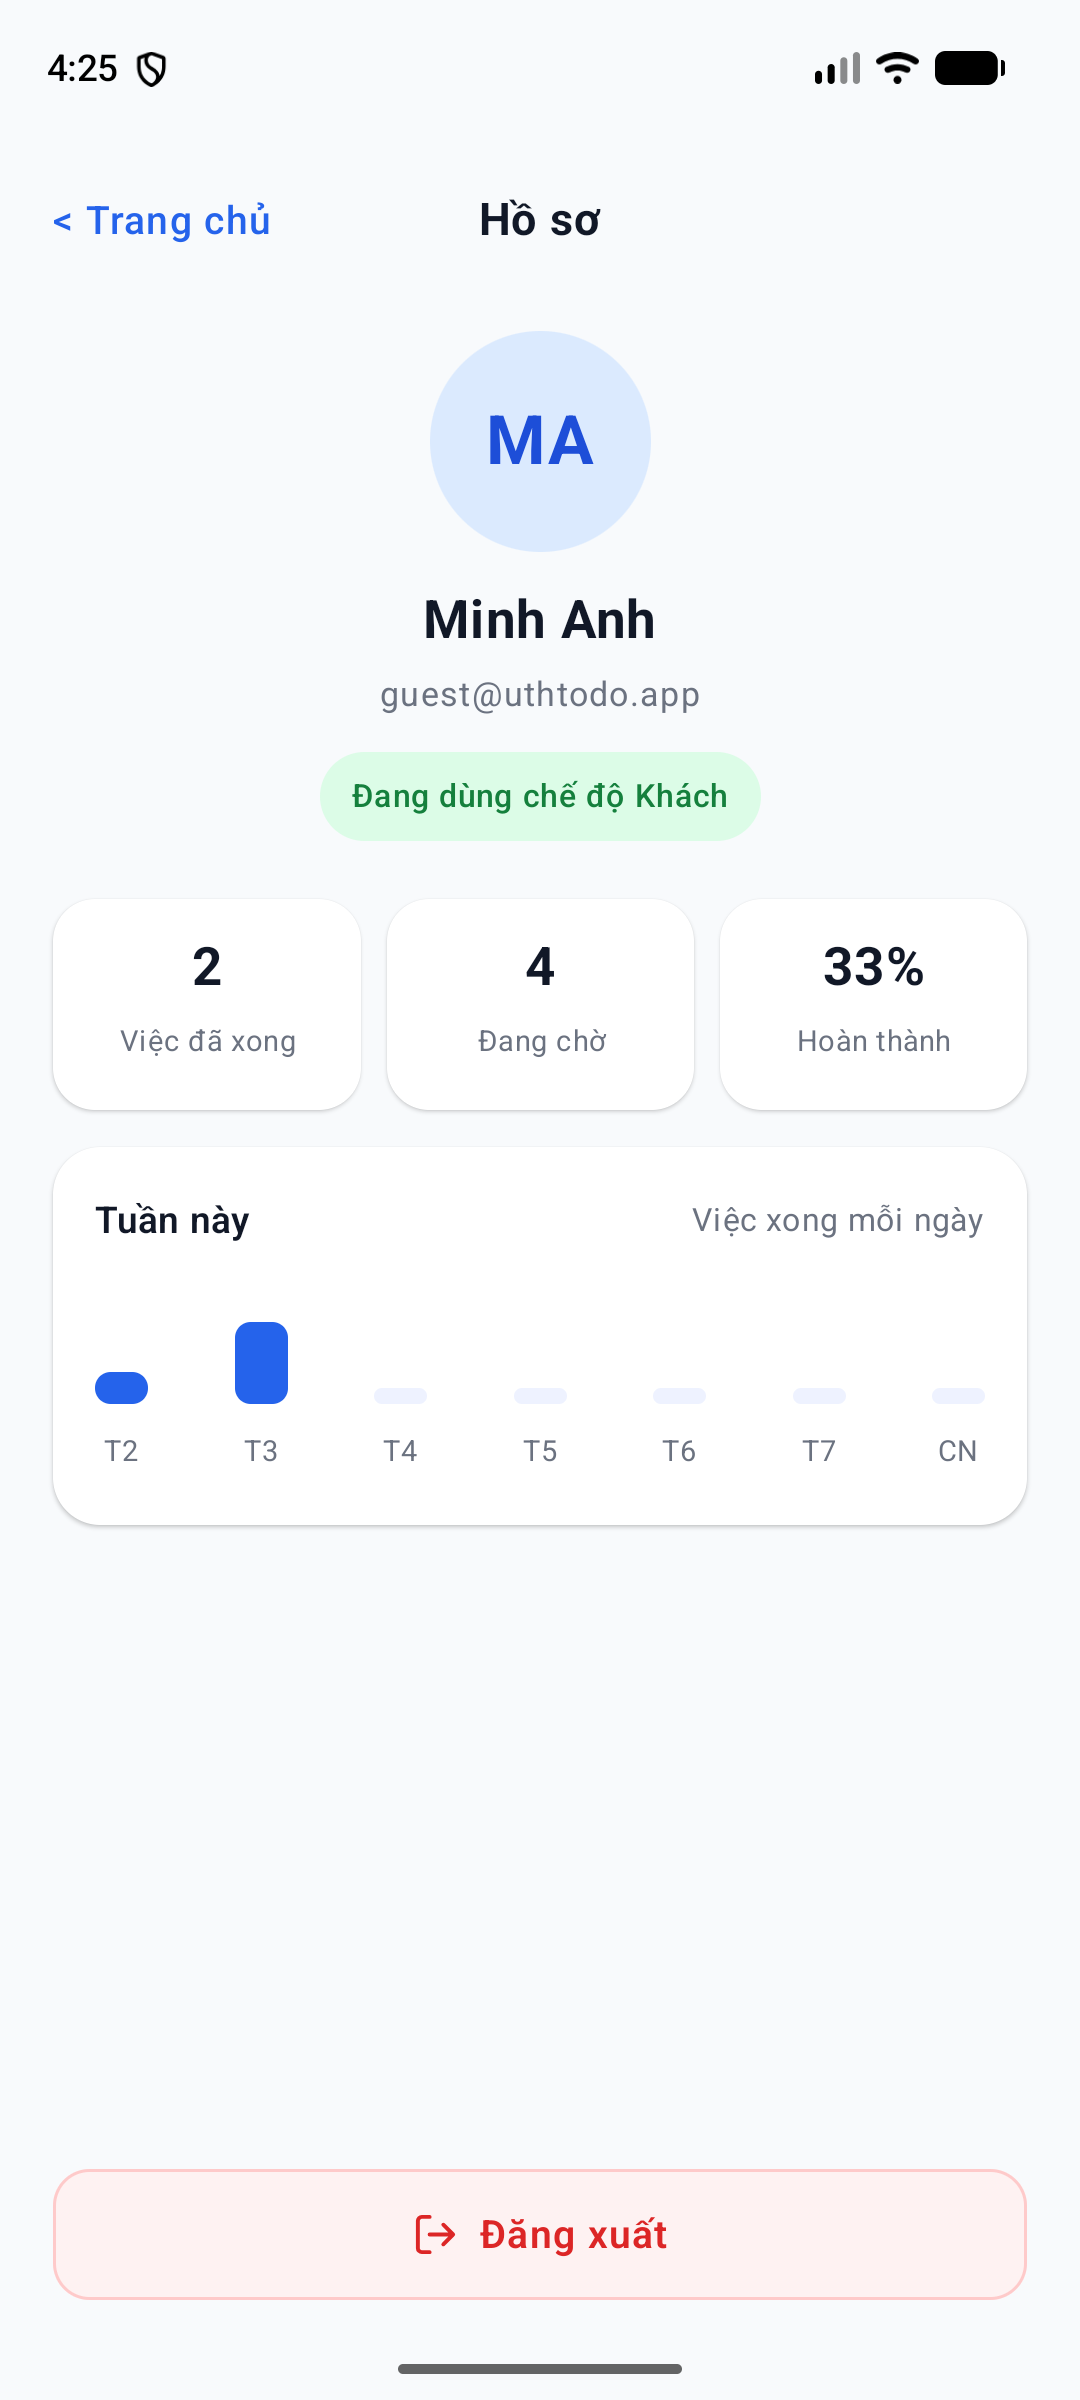 4:25
< Trang chủ
Hồ sơ
MA
Minh Anh
guest@uthtodo.app
Đang dùng chế độ Khách
2
Việc đã xong
4
Đang chờ
33%
Hoàn thành
Tuần này
Việc xong mỗi ngày
T2 T3 T4 T5 T6 T7 CN
Đăng xuất